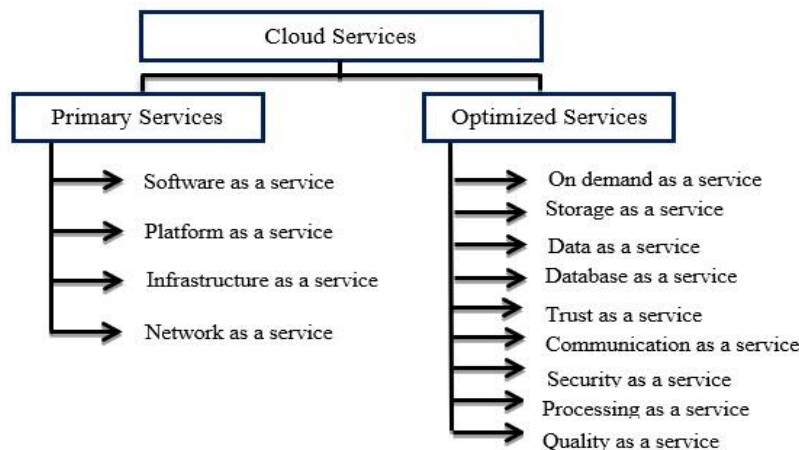 Cloud Services
Primary Services
Software as a service
Platform as a service
Infrastructure as a service
Network as a service
Optimized Services
On demand as a service
Storage as a service
Data as a service
Database as a service
Trust as a service
Communication as a service
Security as a service
Processing as a service
Quality as a service